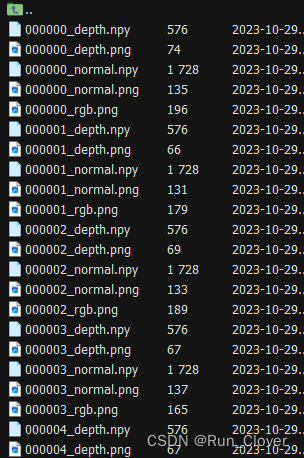 ..
000000_depth.npy 576 2023-10-29...
000000_depth.png 74 2023-10-29...
000000_normal.npy 1 728 2023-10-29...
000000_normal.png 135 2023-10-29...
000000_rgb.png 196 2023-10-29...
000001_depth.npy 576 2023-10-29...
000001_depth.png 66 2023-10-29...
000001_normal.npy 1 728 2023-10-29...
000001_normal.png 131 2023-10-29...
000001_rgb.png 179 2023-10-29...
000002_depth.npy 576 2023-10-29...
000002_depth.png 69 2023-10-29...
000002_normal.npy 1 728 2023-10-29...
000002_normal.png 133 2023-10-29...
000002_rgb.png 189 2023-10-29...
000003_depth.npy 576 2023-10-29...
000003_depth.png 67 2023-10-29...
000003_normal.npy 1 728 2023-10-29...
000003_normal.png 137 2023-10-29...
000003_rgb.png 165 2023-10-29...
000004_depth.npy 576 2023-10-29...
000004_depth.png 67 2023-10-29...
CSDN @Run_Clover